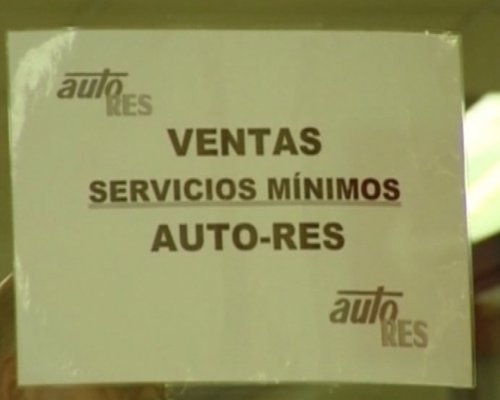 auto
RES
VENTAS
SERVICIOS MÍNIMOS
AUTO-RES
auto
RES